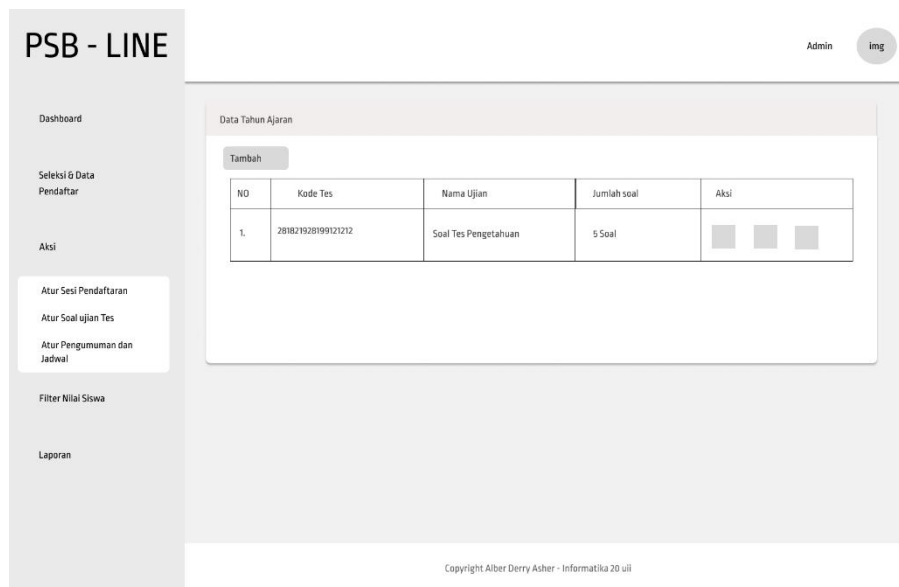 PSB - LINE
Admin
img
Dashboard
Seleksi & Data
Pendaftar
Aksi
Atur Sesi Pendaftaran
Atur Soal ujian Tes
Atur Pengumuman dan
Jadwal
Filter Nilai Siswa
Laporan
Data Tahun Ajaran
Tambah
NO Kode Tes Nama Ujian Jumlah soal Aksi
1. 281821928199121212 Soal Tes Pengetahuan 5 Soal
Copyright Alber Derry Asher - Informatika 20 uii